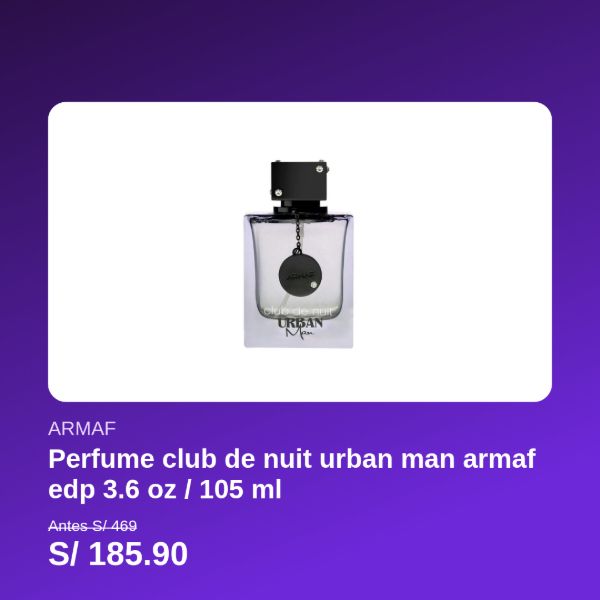 ARMAF
club de nuit
URBAN
Man
ARMAF
Perfume club de nuit urban man armaf
edp 3.6 oz / 105 ml
Antes S/ 469
S/ 185.90